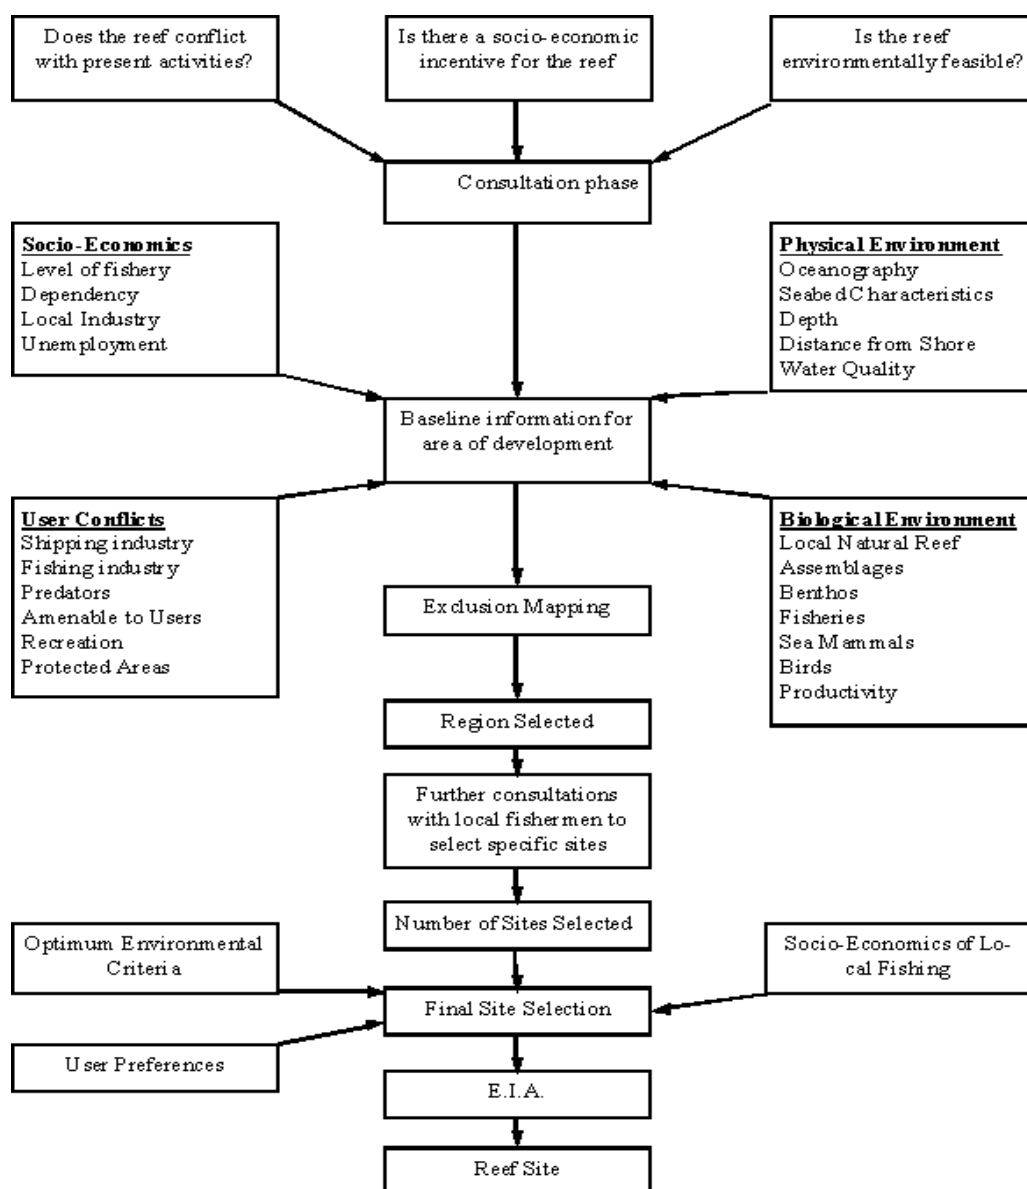 Does the reef conflict
with present activities?
Is there a socio-economic
incentive for the reef
Is the reef
environmentally feasible?
Consultation phase
Socio-Economics
Level of fishery
Dependency
Local Industry
Unemployment
Physical Environment
Oceanography
Seabed Characteristics
Depth
Distance from Shore
Water Quality
Baseline information for
area of development
User Conflicts
Shipping industry
Fishing industry
Predators
Amenable to Users
Recreation
Protected Areas
Biological Environment
Local Natural Reef
Assemblages
Benthos
Fisheries
Sea Mammals
Birds
Productivity
Exclusion Mapping
Region Selected
Further consultations
with local fishermen to
select specific sites
Number of Sites Selected
Optimum Environmental
Criteria
Socio-Economics of Lo-
cal Fishing
Final Site Selection
User Preferences
E.I.A.
Reef Site